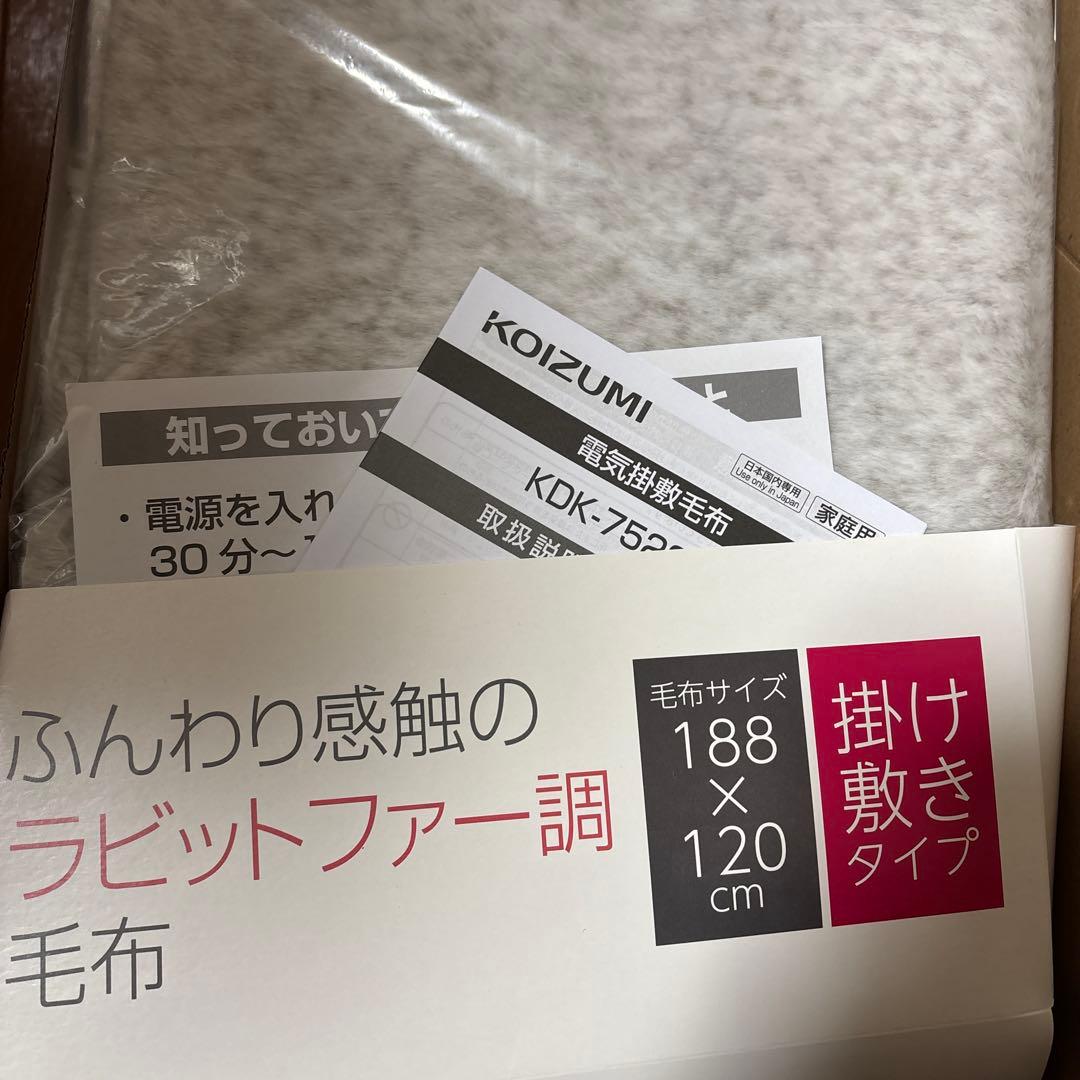 KOIZUMI
電気掛敷毛布
日本国内専用
Use only in Japan
家庭用
KDK-752
取扱説
知っておいて
・電源を入れ
30分〜
ふんわり感触の
ラビットファー調
毛布
毛布サイズ
188
×
120
cm
掛け
敷き
タイプ